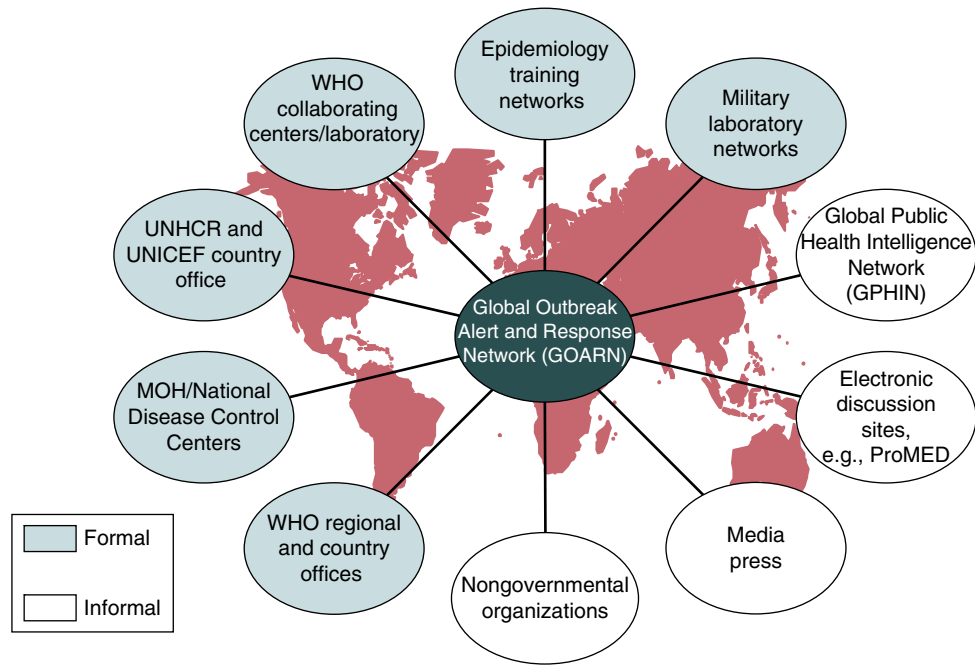 Epidemiology
training
networks
WHO
collaborating
centers/laboratory
Military
laboratory
networks
UNHCR and
UNICEF country
office
Global Public
Health Intelligence
Network
(GPHIN)
Global Outbreak
Alert and Response
Network (GOARN)
MOH/National
Disease Control
Centers
Electronic
discussion
sites,
e.g., ProMED
WHO regional
and country
offices
Media
press
Nongovernmental
organizations
Formal
Informal